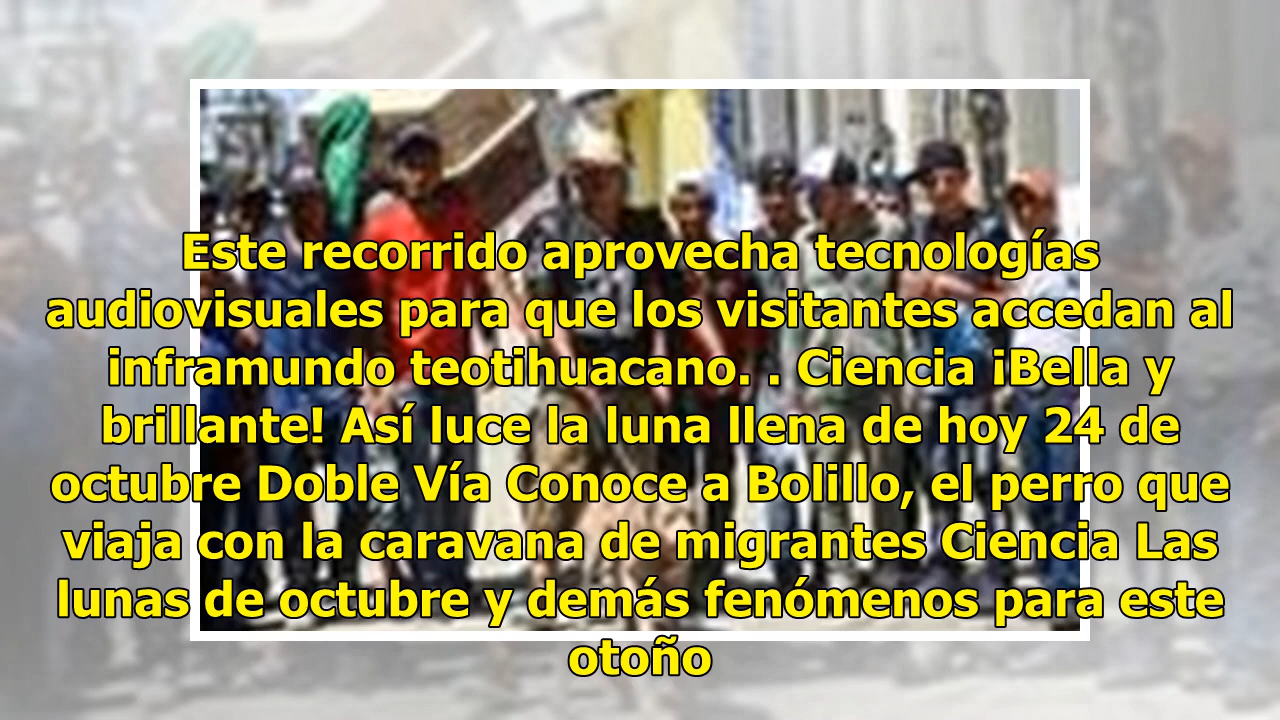 Este recorrido aprovecha tecnologías
audiovisuales para que los visitantes accedan al
inframundo teotihuacano. . Ciencia ¡Bella y
brillante! Así luce la luna llena de hoy 24 de
octubre Doble Vía Conoce a Bolillo, el perro que
viaja con la caravana de migrantes Ciencia Las
lunas de octubre y demás fenómenos para este
otoño